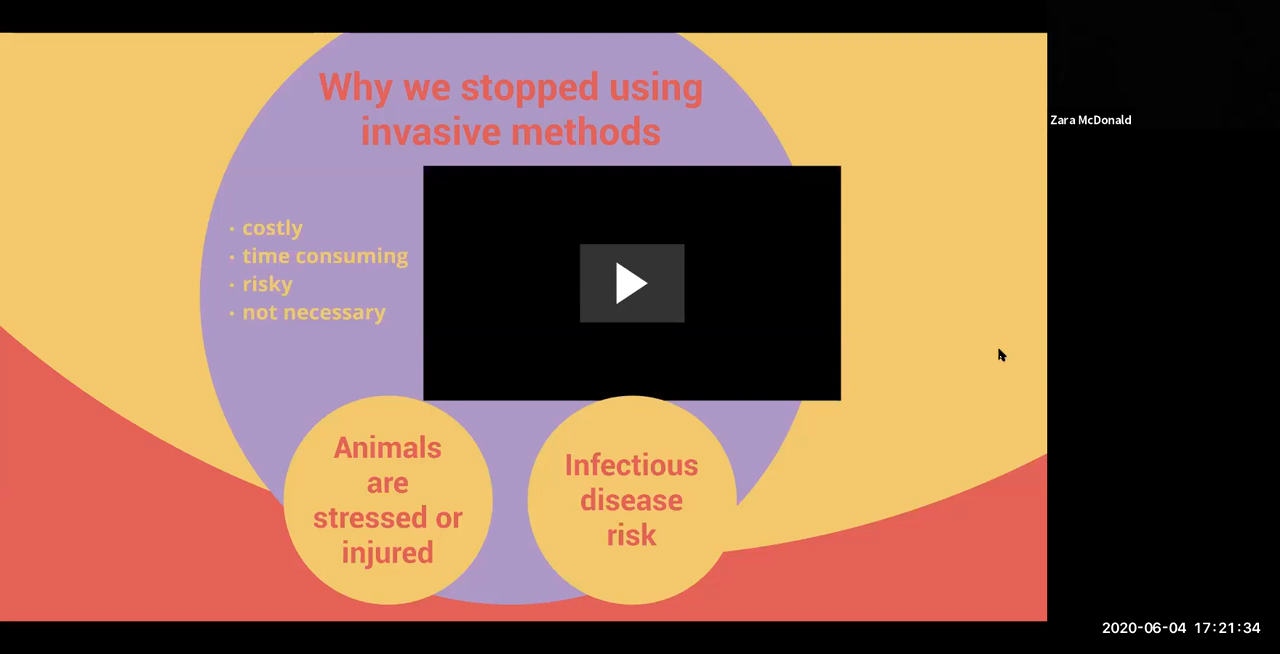 Why we stopped using
invasive methods
Zara McDonald
• costly
• time consuming
• risky
• not necessary
Animals
are
stressed or
injured
Infectious
disease
risk
2020-06-04 17:21:34